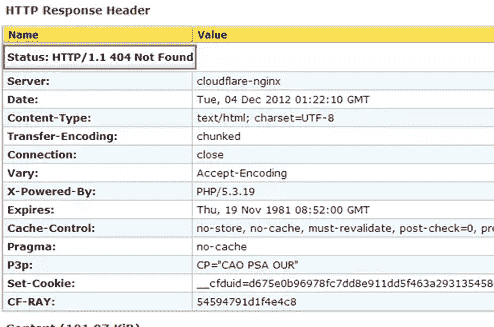 HTTP Response Header
Name Value
Status: HTTP/1.1 404 Not Found
Server: cloudflare-nginx
Date: Tue, 04 Dec 2012 01:22:10 GMT
Content-Type: text/html; charset=UTF-8
Transfer-Encoding: chunked
Connection: close
Vary: Accept-Encoding
X-Powered-By: PHP/5.3.19
Expires: Thu, 19 Nov 1981 08:52:00 GMT
Cache-Control: no-store, no-cache, must-revalidate, post-check=0, pre
Pragma: no-cache
P3p: CP="CAO PSA OUR"
Set-Cookie: __cfduid=d675e0b96978fc7dd8e911dd5f463a293135458
CF-RAY: 54594791d1f4e4c8